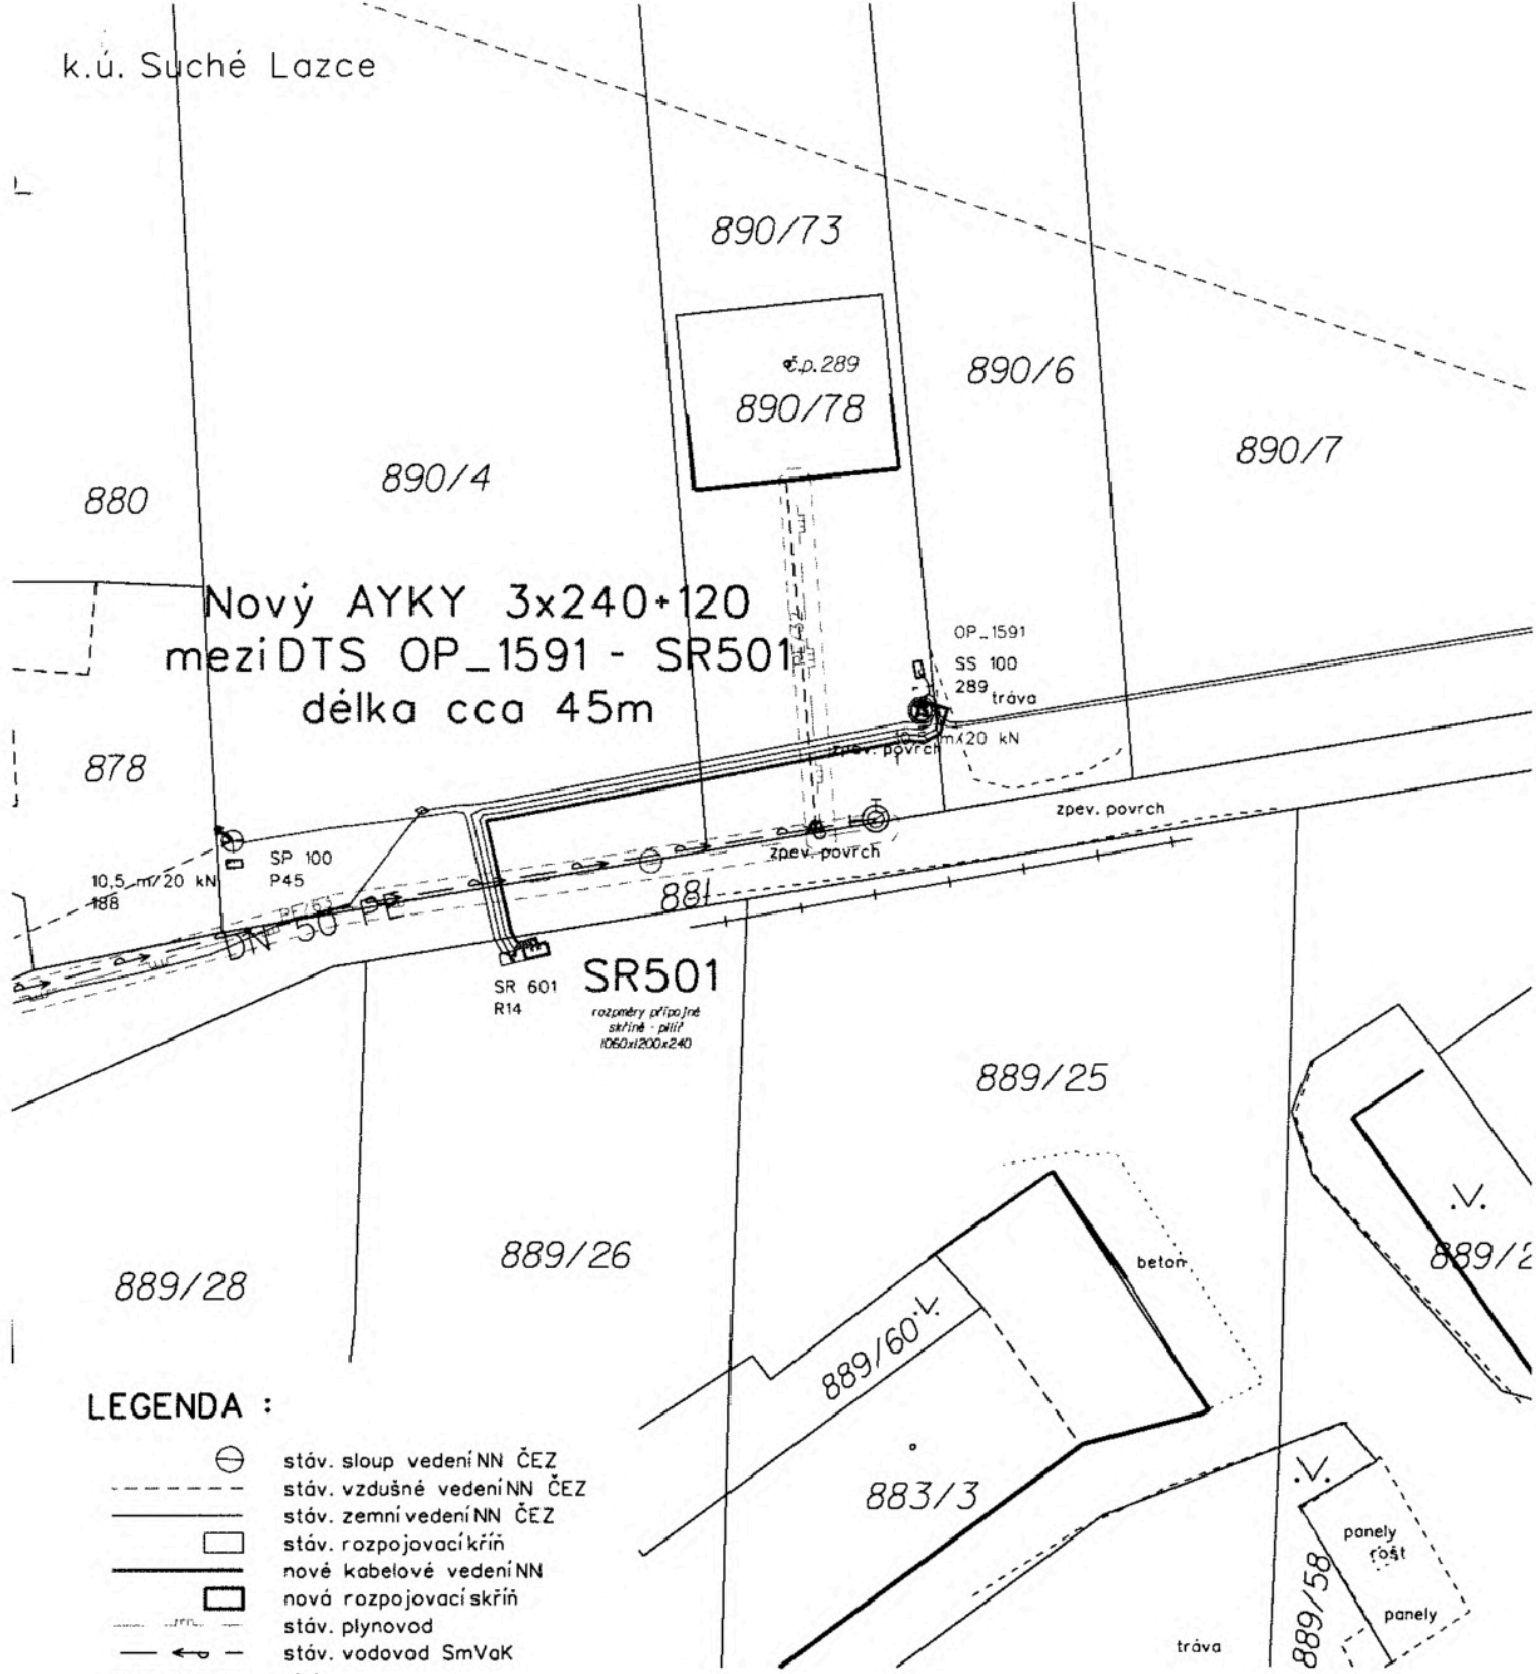 k.ú. Suché Lazce
890/73
č.p.289
890/78
890/6
890/7
890/4
880
Nový AYKY 3x240+120
mezi DTS OP_1591 - SR501
délka cca 45m
OP_1591
SS 100
289
tráva
zpev. povrch
878
zpev. povrch
SP 100
P45
10,5 m/20 kN
188
zpev. povrch
881
DN 50 PE
SR 601
R14
SR501
rozměry přípojné
skříně - pilíř
1060x1200x240
889/25
889/26
889/28
beton
889/2
889/60
883/3
panely
rošt
panely
889/58
tráva
LEGENDA :
stáv. sloup vedení NN ČEZ
stáv. vzdušné vedení NN ČEZ
stáv. zemní vedení NN ČEZ
stáv. rozpojovací kříň
nové kabelové vedení NN
nová rozpojovací skříň
stáv. plynovod
stáv. vodovod SmVaK